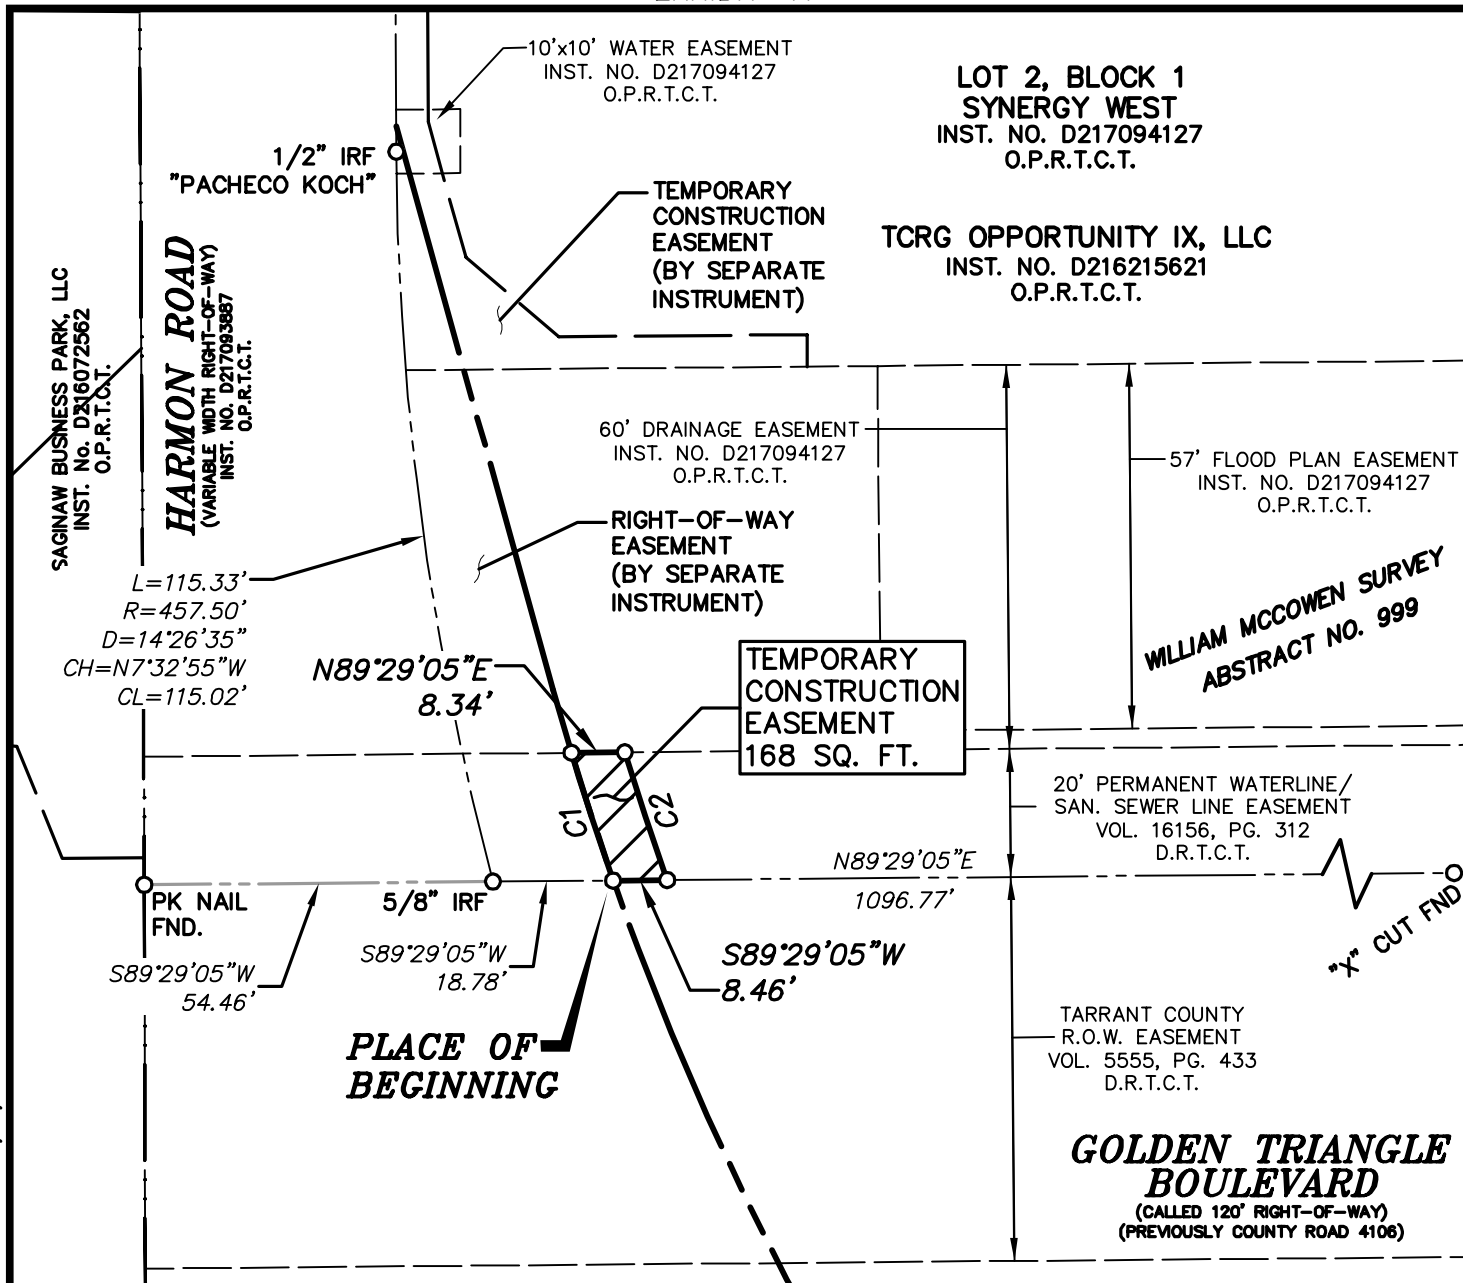 10'x10' WATER EASEMENT
INST. NO. D217094127
O.P.R.T.C.T.
LOT 2, BLOCK 1
SYNERGY WEST
INST. NO. D217094127
O.P.R.T.C.T.
1/2" IRF
"PACHECO KOCH"
TEMPORARY
CONSTRUCTION
EASEMENT
(BY SEPARATE
INSTRUMENT)
TCRG OPPORTUNITY IX, LLC
INST. NO. D216215621
O.P.R.T.C.T.
SAGINAW BUSINESS PARK, LLC
INST. No. D216072562
O.P.R.T.C.T.
HARMON ROAD
(VARIABLE WIDTH RIGHT-OF-WAY)
INST. NO. D217093887
O.P.R.T.C.T.
60' DRAINAGE EASEMENT
INST. NO. D217094127
O.P.R.T.C.T.
57' FLOOD PLAN EASEMENT
INST. NO. D217094127
O.P.R.T.C.T.
RIGHT-OF-WAY
EASEMENT
(BY SEPARATE
INSTRUMENT)
WILLIAM MCCOWEN SURVEY
ABSTRACT NO. 999
L=115.33'
R=457.50'
D=14°26'35"
CH=N7°32'55"W
CL=115.02'
N89°29'05"E
8.34'
TEMPORARY
CONSTRUCTION
EASEMENT
168 SQ. FT.
C1
C2
20' PERMANENT WATERLINE/
SAN. SEWER LINE EASEMENT
VOL. 16156, PG. 312
D.R.T.C.T.
N89°29'05"E
1096.77'
PK NAIL
FND.
5/8" IRF
"X" CUT FND
S89°29'05"W
54.46'
S89°29'05"W
18.78'
S89°29'05"W
8.46'
PLACE OF
BEGINNING
TARRANT COUNTY
R.O.W. EASEMENT
VOL. 5555, PG. 433
D.R.T.C.T.
GOLDEN TRIANGLE
BOULEVARD
(CALLED 120' RIGHT-OF-WAY)
(PREVIOUSLY COUNTY ROAD 4106)